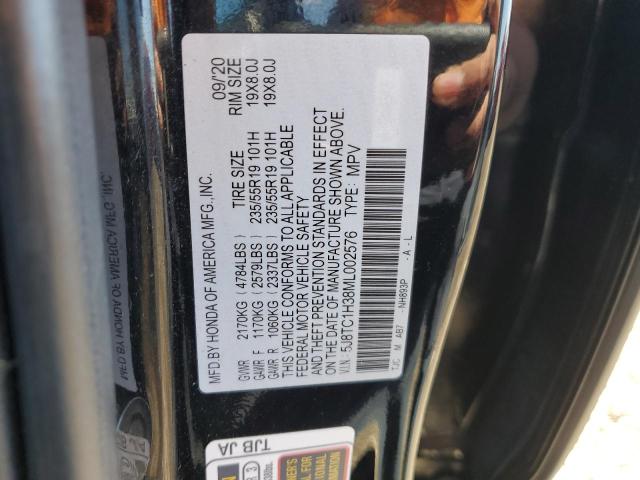 MFD BY HONDA OF AMERICA MFG., INC. 09/'20
TIRE SIZE RIM SIZE
GVWR 2170KG (4784LBS)
GAWR F 1170KG (2579LBS) 235/55R19 101H 19X8.0J
GAWR R 1060KG (2337LBS) 235/55R19 101H 19X8.0J
THIS VEHICLE CONFORMS TO ALL APPLICABLE
FEDERAL MOTOR VEHICLE SAFETY
AND THEFT PREVENTION STANDARDS IN EFFECT
ON THE DATE OF MANUFACTURE SHOWN ABOVE.
V.I.N.: 5J8TC1H38ML002576 TYPE: MPV
TJC M AB7 NH893P - A - L
TJB JA